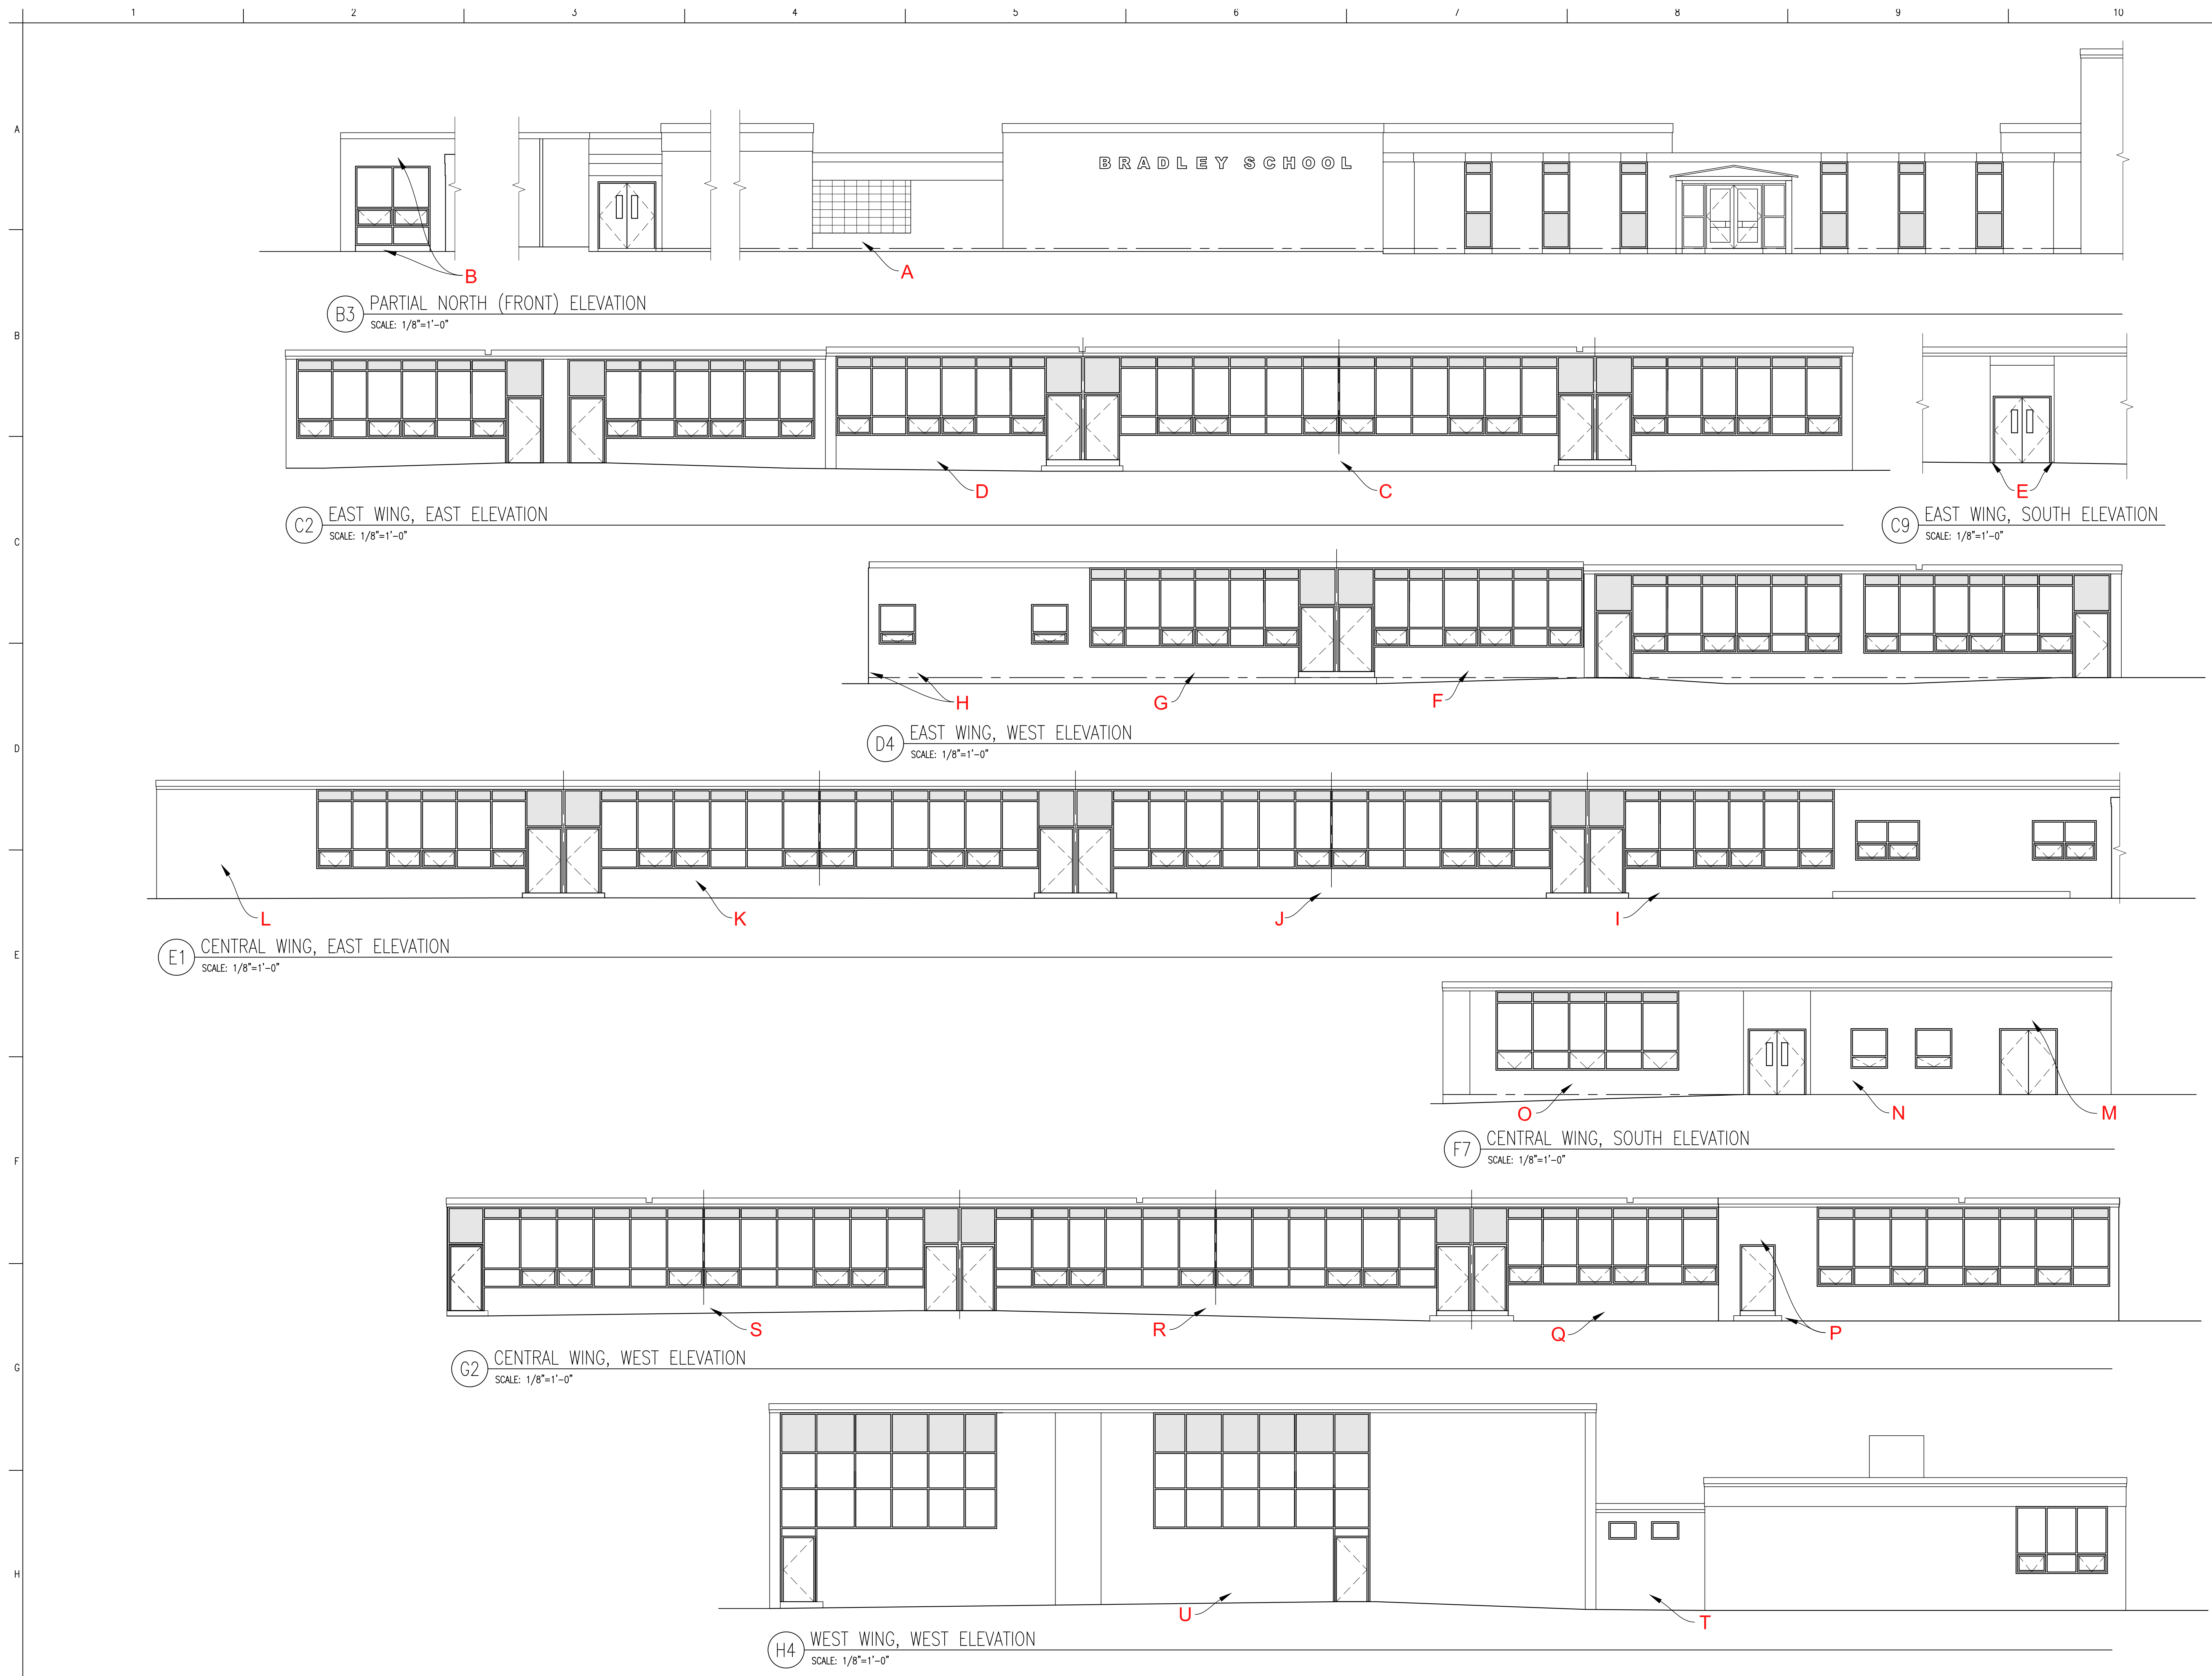 1 2 3 4 5 6 7 8 9 10
A
BRADLEY SCHOOL
B A
B3 PARTIAL NORTH (FRONT) ELEVATION
SCALE: 1/8"=1'-0"
B
D C E
C2 EAST WING, EAST ELEVATION
SCALE: 1/8"=1'-0"
C9 EAST WING, SOUTH ELEVATION
SCALE: 1/8"=1'-0"
C
H G F
D4 EAST WING, WEST ELEVATION
SCALE: 1/8"=1'-0"
D
L K J I
E1 CENTRAL WING, EAST ELEVATION
SCALE: 1/8"=1'-0"
E
O N M
F7 CENTRAL WING, SOUTH ELEVATION
SCALE: 1/8"=1'-0"
F
S R Q P
G2 CENTRAL WING, WEST ELEVATION
SCALE: 1/8"=1'-0"
G
H
U T
H4 WEST WING, WEST ELEVATION
SCALE: 1/8"=1'-0"